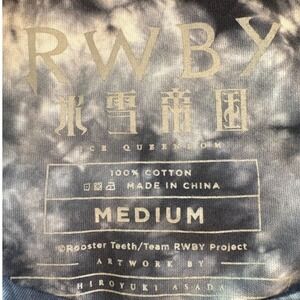 RWBY
氷雪帝国
ICE QUEENDOM
100% COTTON
MADE IN CHINA
MEDIUM
©Rooster Teeth/Team RWBY Project
ARTWORK BY
HIROYUKI ASADA